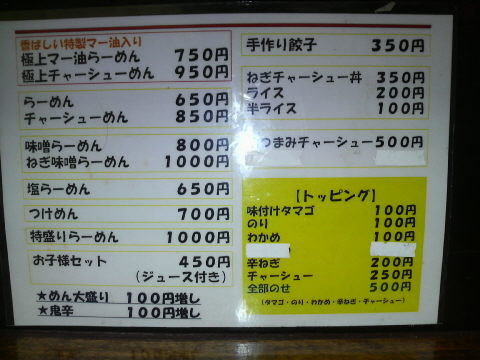 香ばしい特製マー油入り
極上マー油らーめん 750円
極上チャーシューめん 950円
らーめん 650円
チャーシューめん 850円
味噌らーめん 800円
ねぎ味噌らーめん 1000円
塩らーめん 650円
つけめん 700円
特盛りらーめん 1000円
お子様セット 450円
(ジュース付き)
★めん大盛り 100円増し
★鬼辛 100円増し
手作り餃子 350円
ねぎチャーシュー丼 350円
ライス 200円
半ライス 100円
つまみチャーシュー 500円
【トッピング】
味付けタマゴ 100円
のり 100円
わかめ 100円
辛ねぎ 200円
チャーシュー 250円
全部のせ 500円
(タマゴ・のり・わかめ・辛ねぎ・チャーシュー)